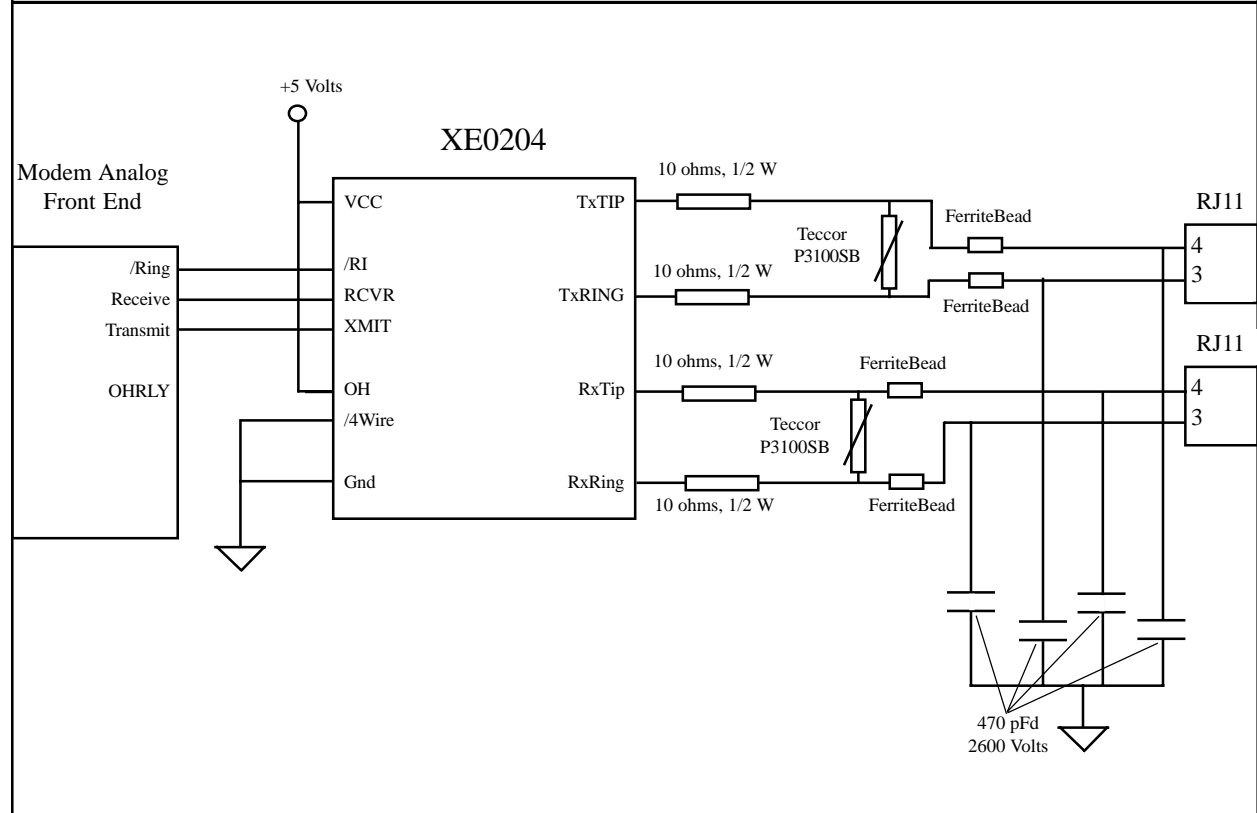 +5 Volts
XE0204
Modem Analog
Front End
/Ring
Receive
Transmit
OHRLY
VCC
/RI
RCVR
XMIT
OH
/4Wire
Gnd
TxTIP
TxRING
RxTip
RxRing
10 ohms, 1/2 W
10 ohms, 1/2 W
10 ohms, 1/2 W
10 ohms, 1/2 W
Teccor
P3100SB
Teccor
P3100SB
FerriteBead
FerriteBead
FerriteBead
FerriteBead
RJ11
4
3
RJ11
4
3
470 pFd
2600 Volts